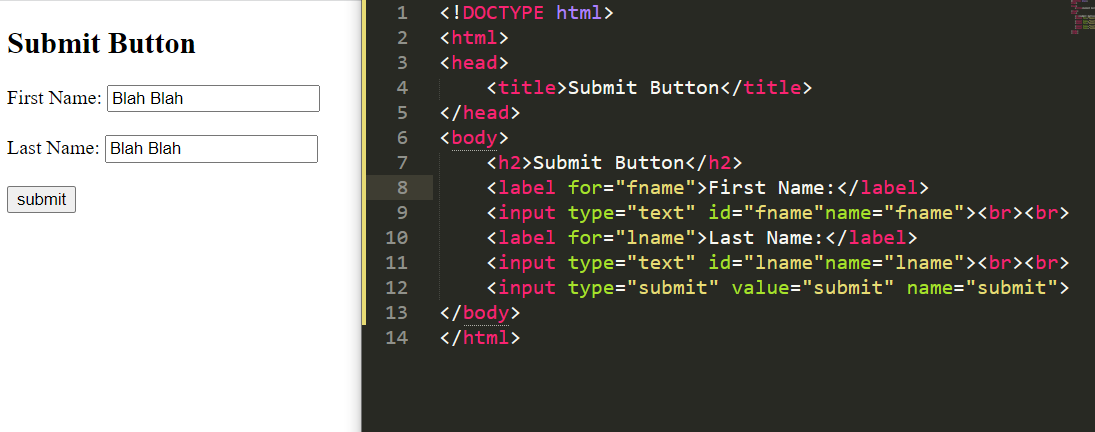 Submit Button
First Name: Blah Blah
Last Name: Blah Blah
submit
1 <!DOCTYPE html>
2 <html>
3 <head>
4     <title>Submit Button</title>
5 </head>
6 <body>
7     <h2>Submit Button</h2>
8     <label for="fname">First Name:</label>
9     <input type="text" id="fname"name="fname"><br><br>
10     <label for="lname">Last Name:</label>
11     <input type="text" id="lname"name="lname"><br><br>
12     <input type="submit" value="submit" name="submit">
13 </body>
14 </html>